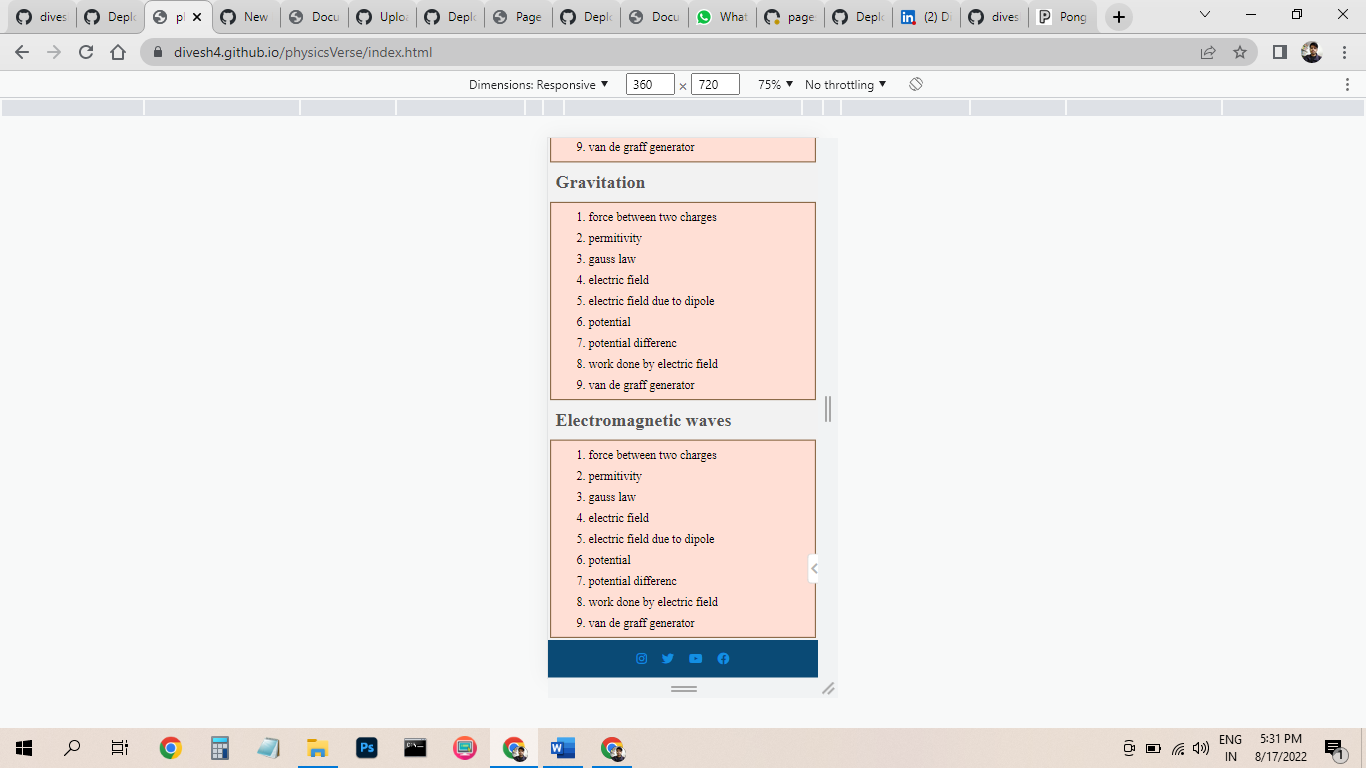 dives
Deplo
pl
New
Docu
Uploa
Deplo
Page
Deplo
Docu
What
page
Deplo
(2) Di
dives
Pong
divesh4.github.io/physicsVerse/index.html
Dimensions: Responsive 360 × 720 75% No throttling
9. van de graff generator
Gravitation
1. force between two charges
2. permitivity
3. gauss law
4. electric field
5. electric field due to dipole
6. potential
7. potential differenc
8. work done by electric field
9. van de graff generator
Electromagnetic waves
1. force between two charges
2. permitivity
3. gauss law
4. electric field
5. electric field due to dipole
6. potential
7. potential differenc
8. work done by electric field
9. van de graff generator
ENG
IN
5:31 PM
8/17/2022
1